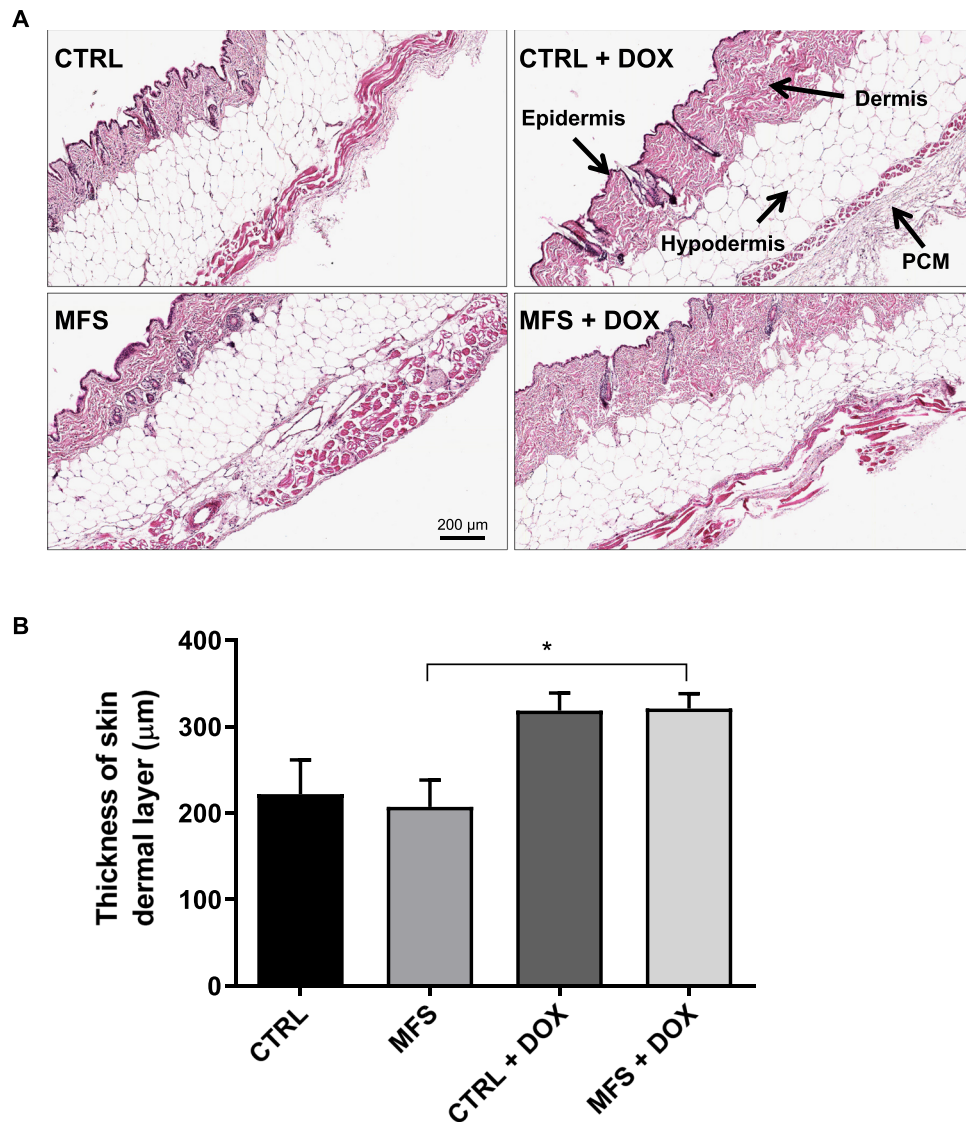 A
CTRL
CTRL + DOX
Dermis
Epidermis
Hypodermis
PCM
MFS
200 µm
MFS + DOX
B
Thickness of skin
dermal layer (µm)
400
300
200
100
0
*
CTRL
MFS
CTRL + DOX
MFS + DOX